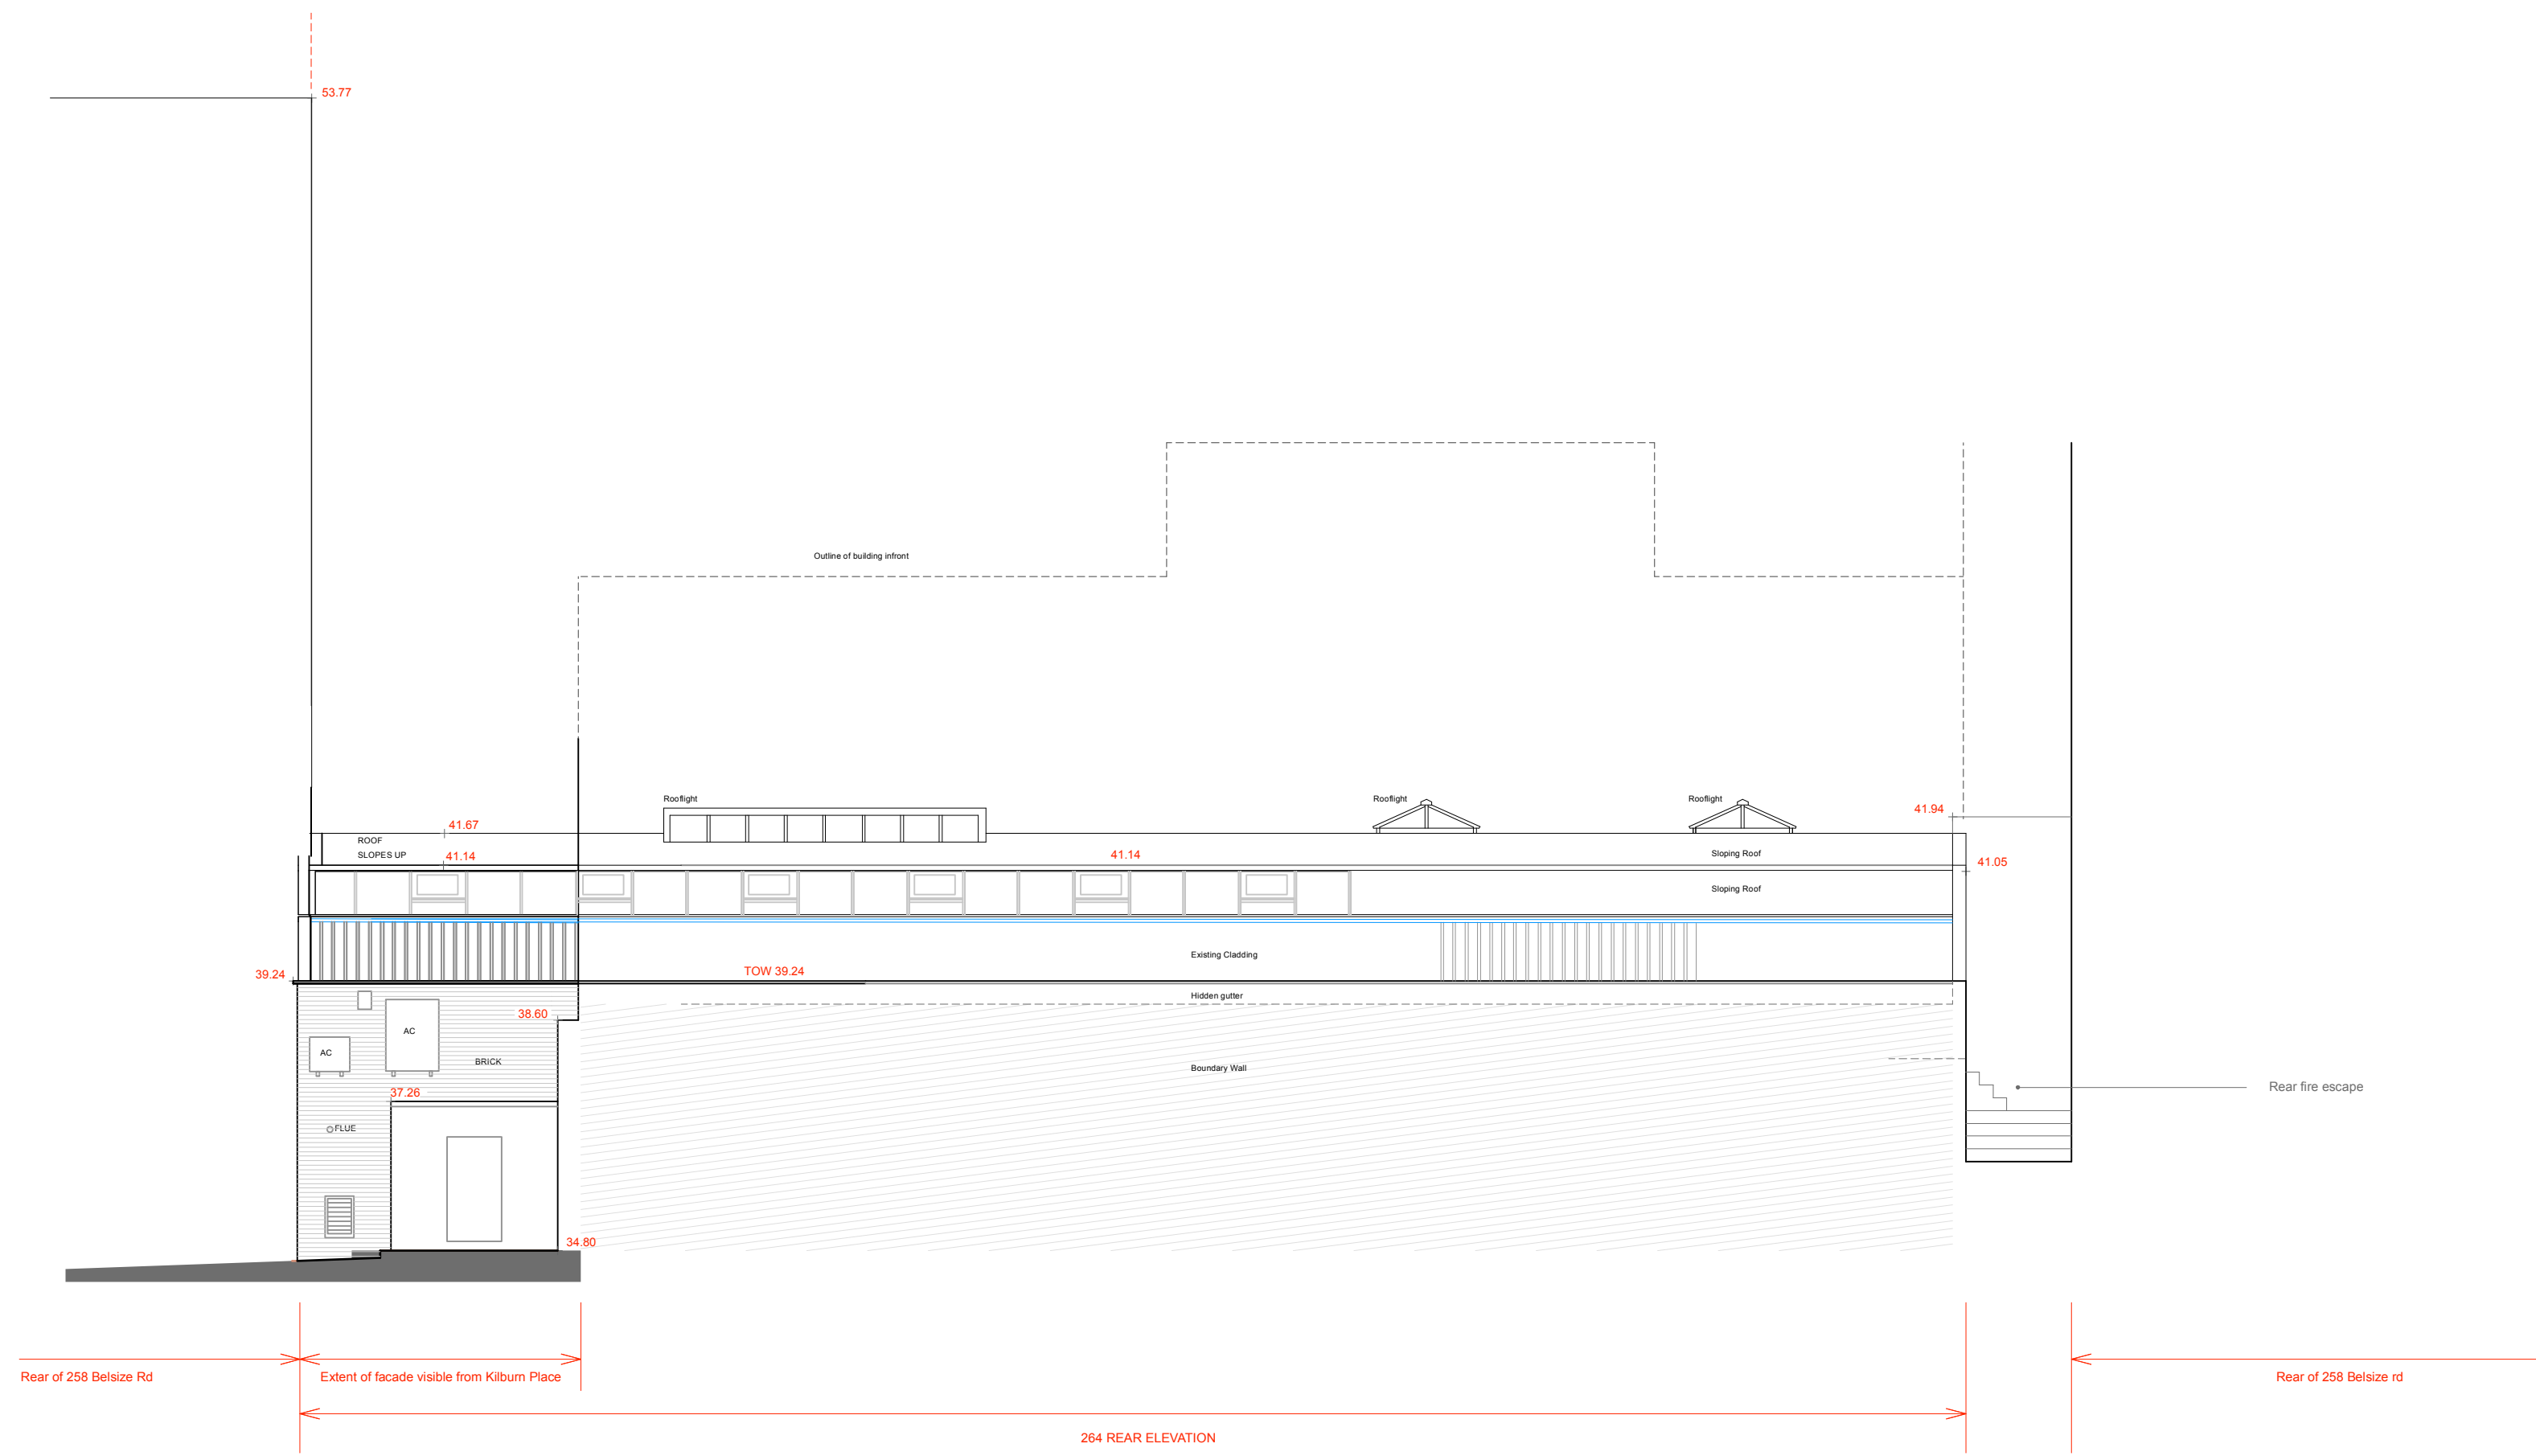 53.77
Outline of building infront
Rooflight
Rooflight
Rooflight
41.94
41.67
ROOF
SLOPES UP
41.14
41.14
Sloping Roof
41.05
Sloping Roof
Existing Cladding
39.24
TOW 39.24
Hidden gutter
38.60
AC
AC
BRICK
Boundary Wall
Rear fire escape
37.26
FLUE
34.80
Rear of 258 Belsize Rd
Extent of facade visible from Kilburn Place
Rear of 258 Belsize rd
264 REAR ELEVATION